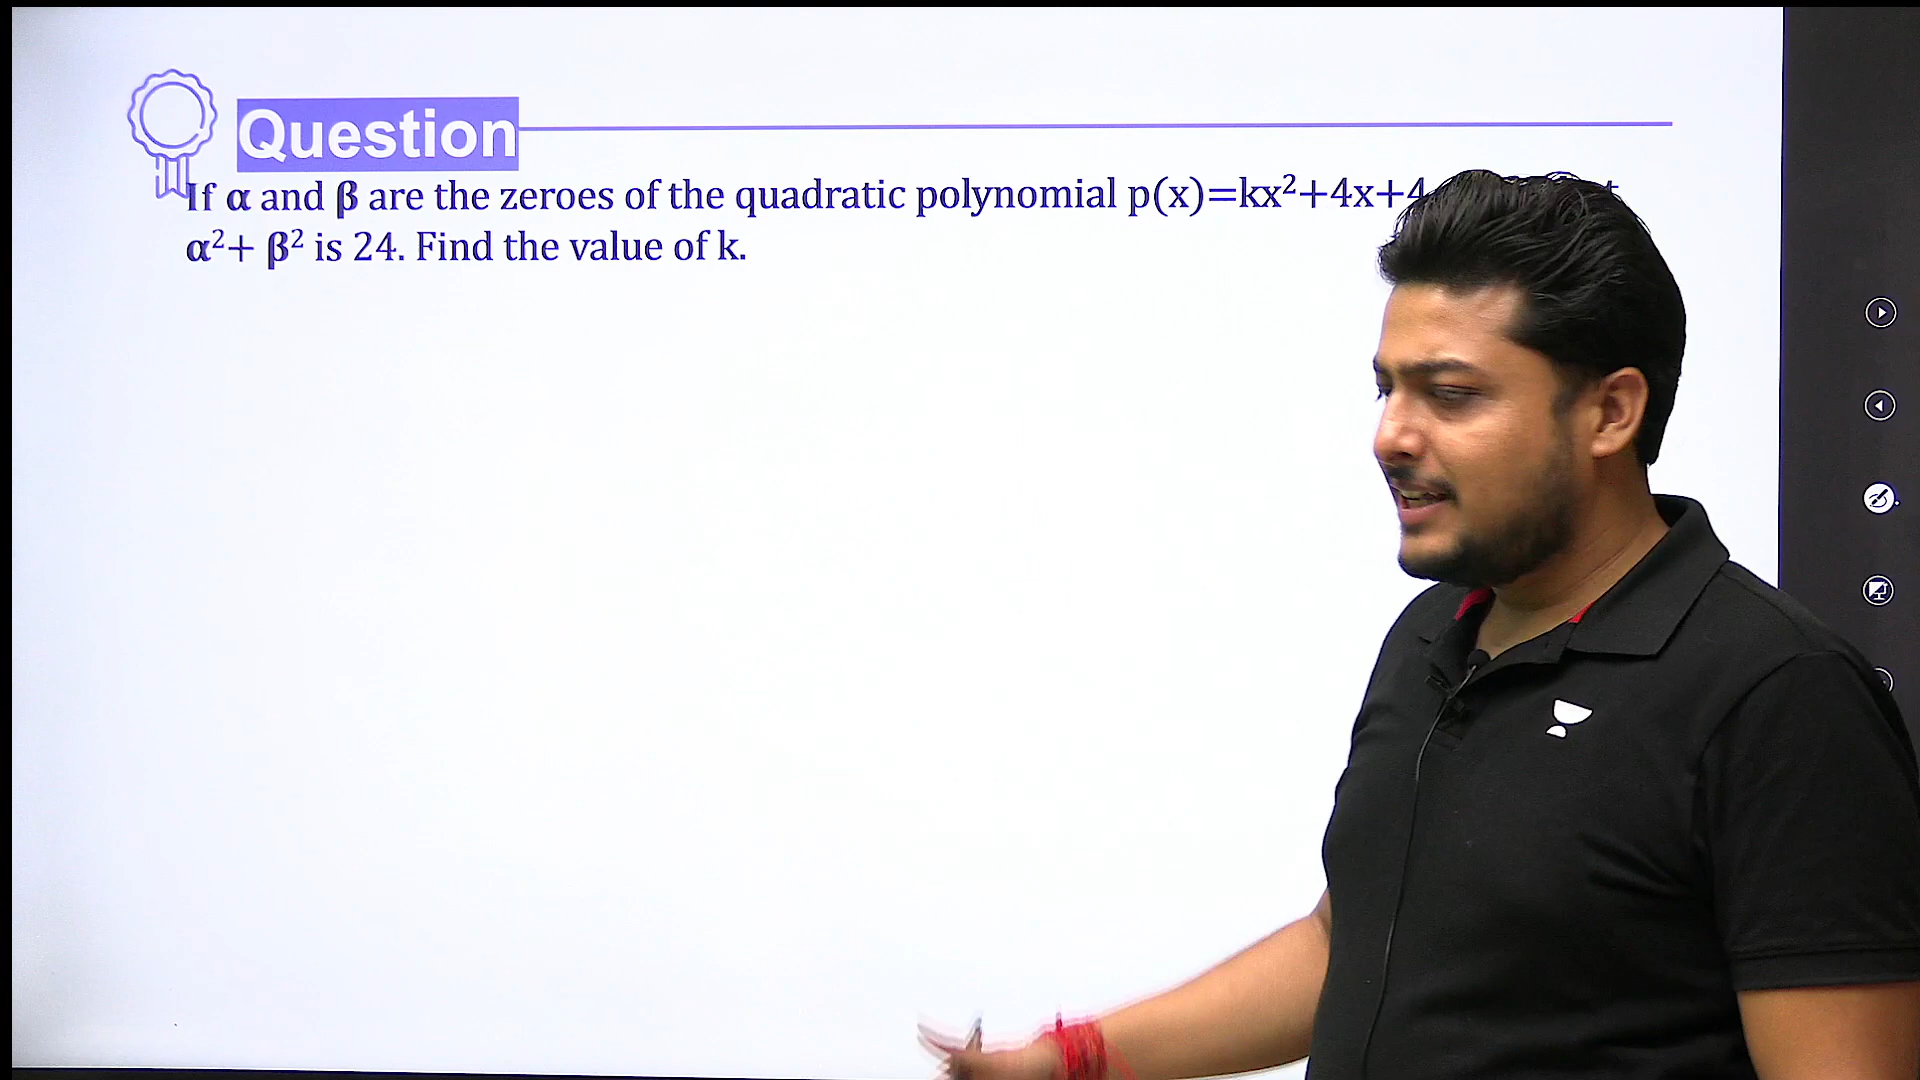 Question
If α and β are the zeroes of the quadratic polynomial p(x)=kx²+4x+4
α²+ β² is 24. Find the value of k.